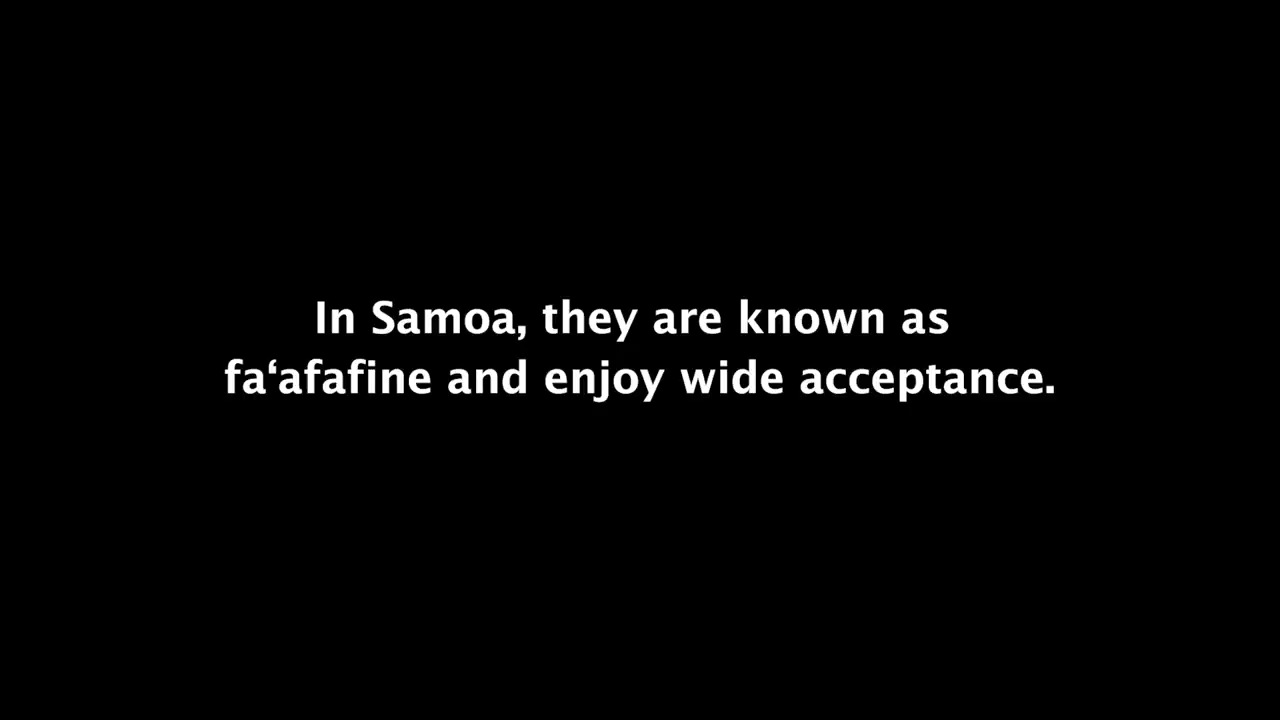 In Samoa, they are known as
fa‘afafine and enjoy wide acceptance.